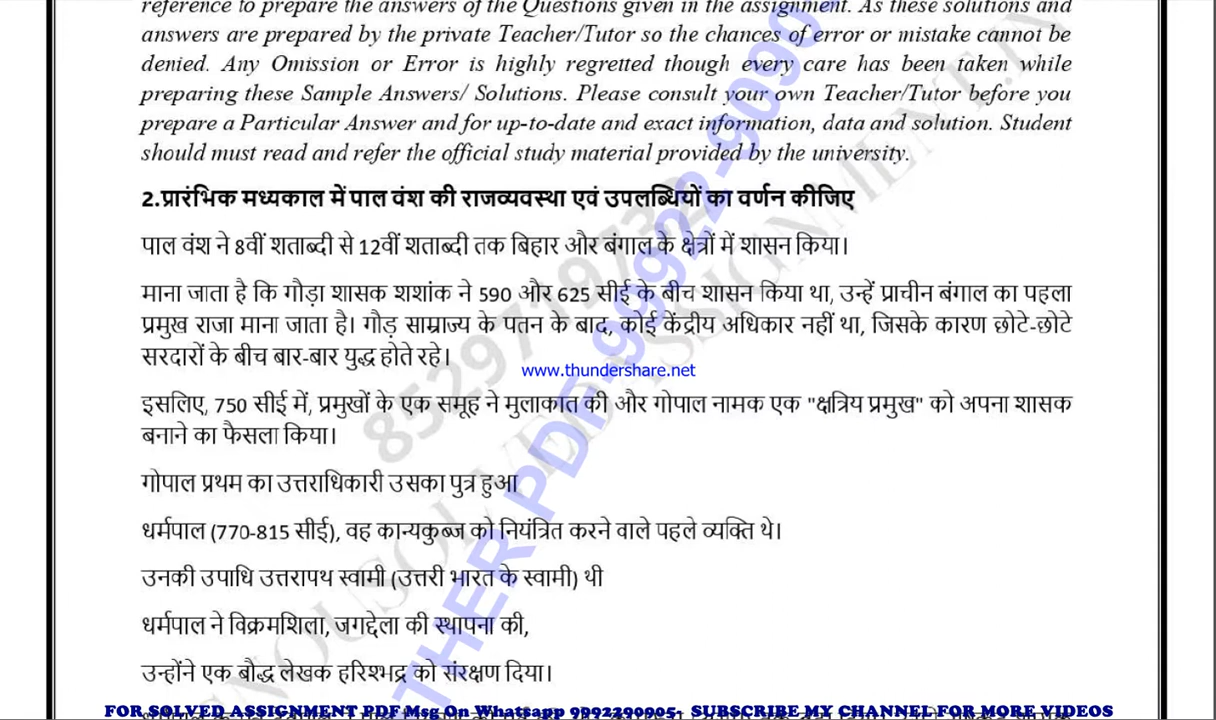 reference to prepare the answers of the Questions given in the assignment. As these solutions and
answers are prepared by the private Teacher/Tutor so the chances of error or mistake cannot be
denied. Any Omission or Error is highly regretted though every care has been taken while
preparing these Sample Answers/ Solutions. Please consult your own Teacher/Tutor before you
prepare a Particular Answer and for up-to-date and exact information, data and solution. Student
should must read and refer the official study material provided by the university.
2.प्रारंभिक मध्यकाल में पाल वंश की राजव्यवस्था एवं उपलब्धियों का वर्णन कीजिए
पाल वंश ने 8वीं शताब्दी से 12वीं शताब्दी तक बिहार और बंगाल के क्षेत्रों में शासन किया।
माना जाता है कि गौड़ा शासक शशांक ने 590 और 625 सीई के बीच शासन किया था, उन्हें प्राचीन बंगाल का पहला
प्रमुख राजा माना जाता है। गौड़ साम्राज्य के पतन के बाद, कोई केंद्रीय अधिकार नहीं था, जिसके कारण छोटे-छोटे
सरदारों के बीच बार-बार युद्ध होते रहे।
www.thundershare.net
इसलिए, 750 सीई में, प्रमुखों के एक समूह ने मुलाकात की और गोपाल नामक एक "क्षत्रिय प्रमुख" को अपना शासक
बनाने का फैसला किया।
गोपाल प्रथम का उत्तराधिकारी उसका पुत्र हुआ
धर्मपाल (770-815 सीई), वह कान्यकुब्ज को नियंत्रित करने वाले पहले व्यक्ति थे।
उनकी उपाधि उत्तरापथ स्वामी (उत्तरी भारत के स्वामी) थी
धर्मपाल ने विक्रमशिला, जगद्देला की स्थापना की,
उन्होंने एक बौद्ध लेखक हरिश्भद्र को संरक्षण दिया।
FOR SOLVED ASSIGNMENT PDF Msg On Whatsapp 9992290905- SUBSCRIBE MY CHANNEL FOR MORE VIDEOS